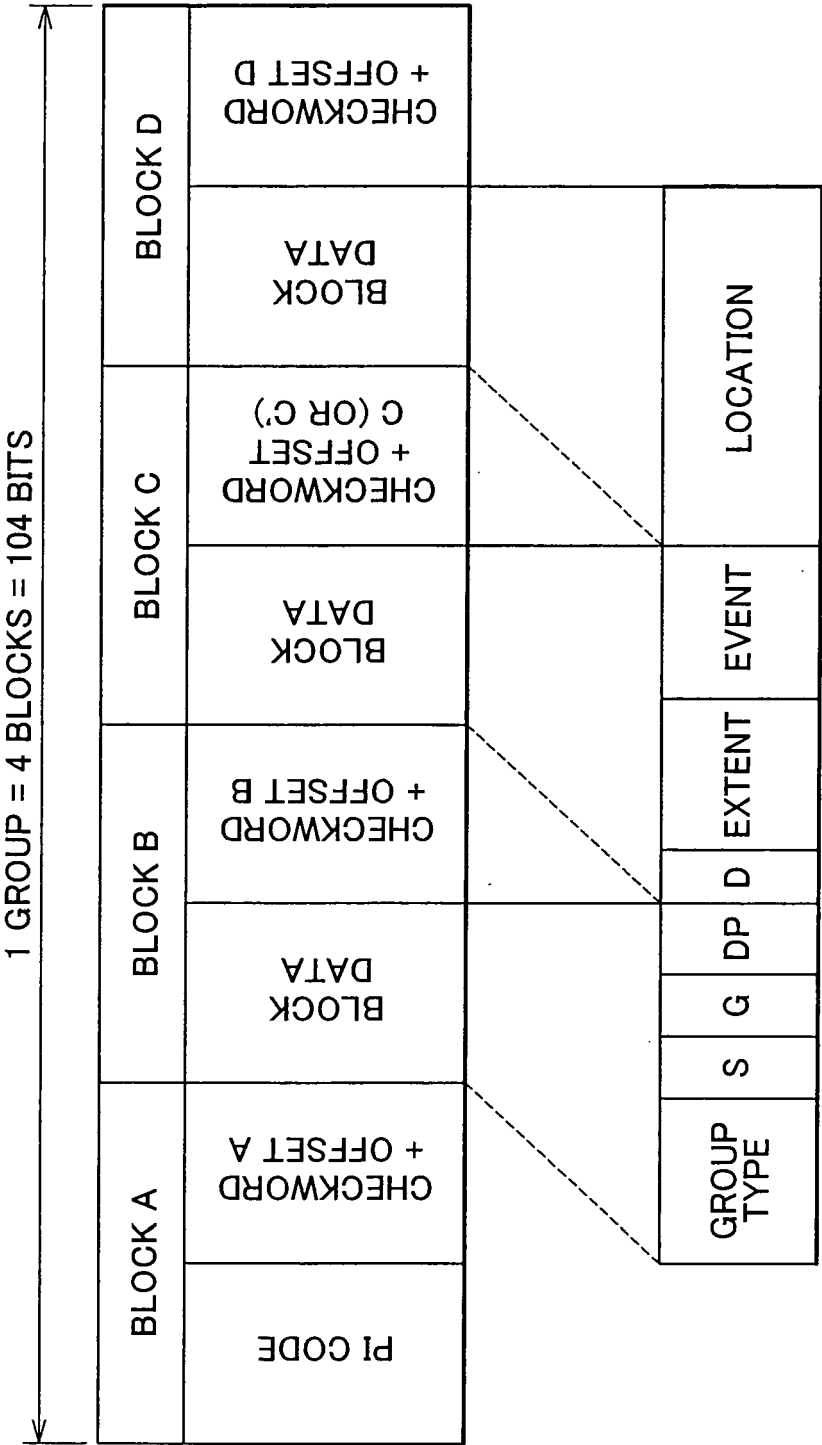 1 GROUP = 4 BLOCKS = 104 BITS
BLOCK A
BLOCK B
BLOCK C
BLOCK D
PI CODE
CHECKWORD
+ OFFSET A
BLOCK
DATA
CHECKWORD
+ OFFSET B
BLOCK
DATA
CHECKWORD
+ OFFSET
C (OR C')
BLOCK
DATA
CHECKWORD
+ OFFSET D
GROUP
TYPE
S
G
DP
D
EXTENT
EVENT
LOCATION